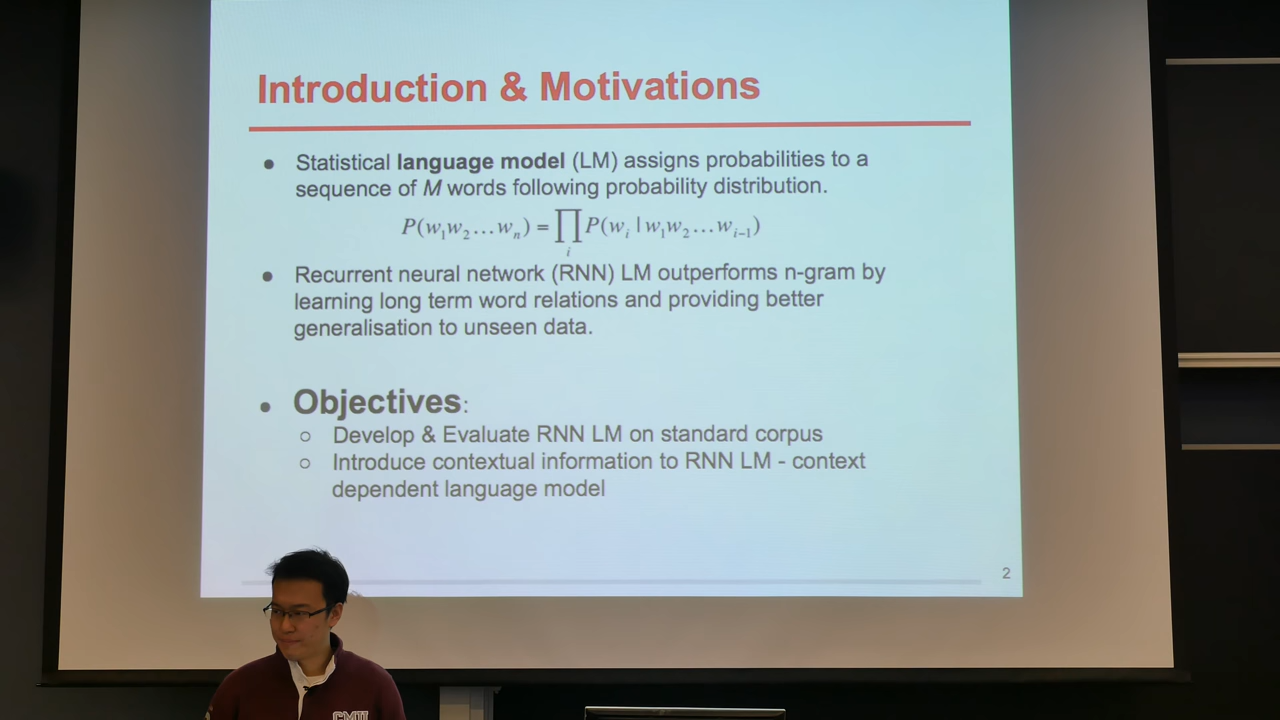 Introduction & Motivations
● Statistical language model (LM) assigns probabilities to a
sequence of M words following probability distribution.
P(w₁w₂…wₙ) = ∏ᵢ P(wᵢ | w₁w₂…wᵢ₋₁)
● Recurrent neural network (RNN) LM outperforms n-gram by
learning long term word relations and providing better
generalisation to unseen data.
● Objectives:
○ Develop & Evaluate RNN LM on standard corpus
○ Introduce contextual information to RNN LM - context
dependent language model
2
CMU